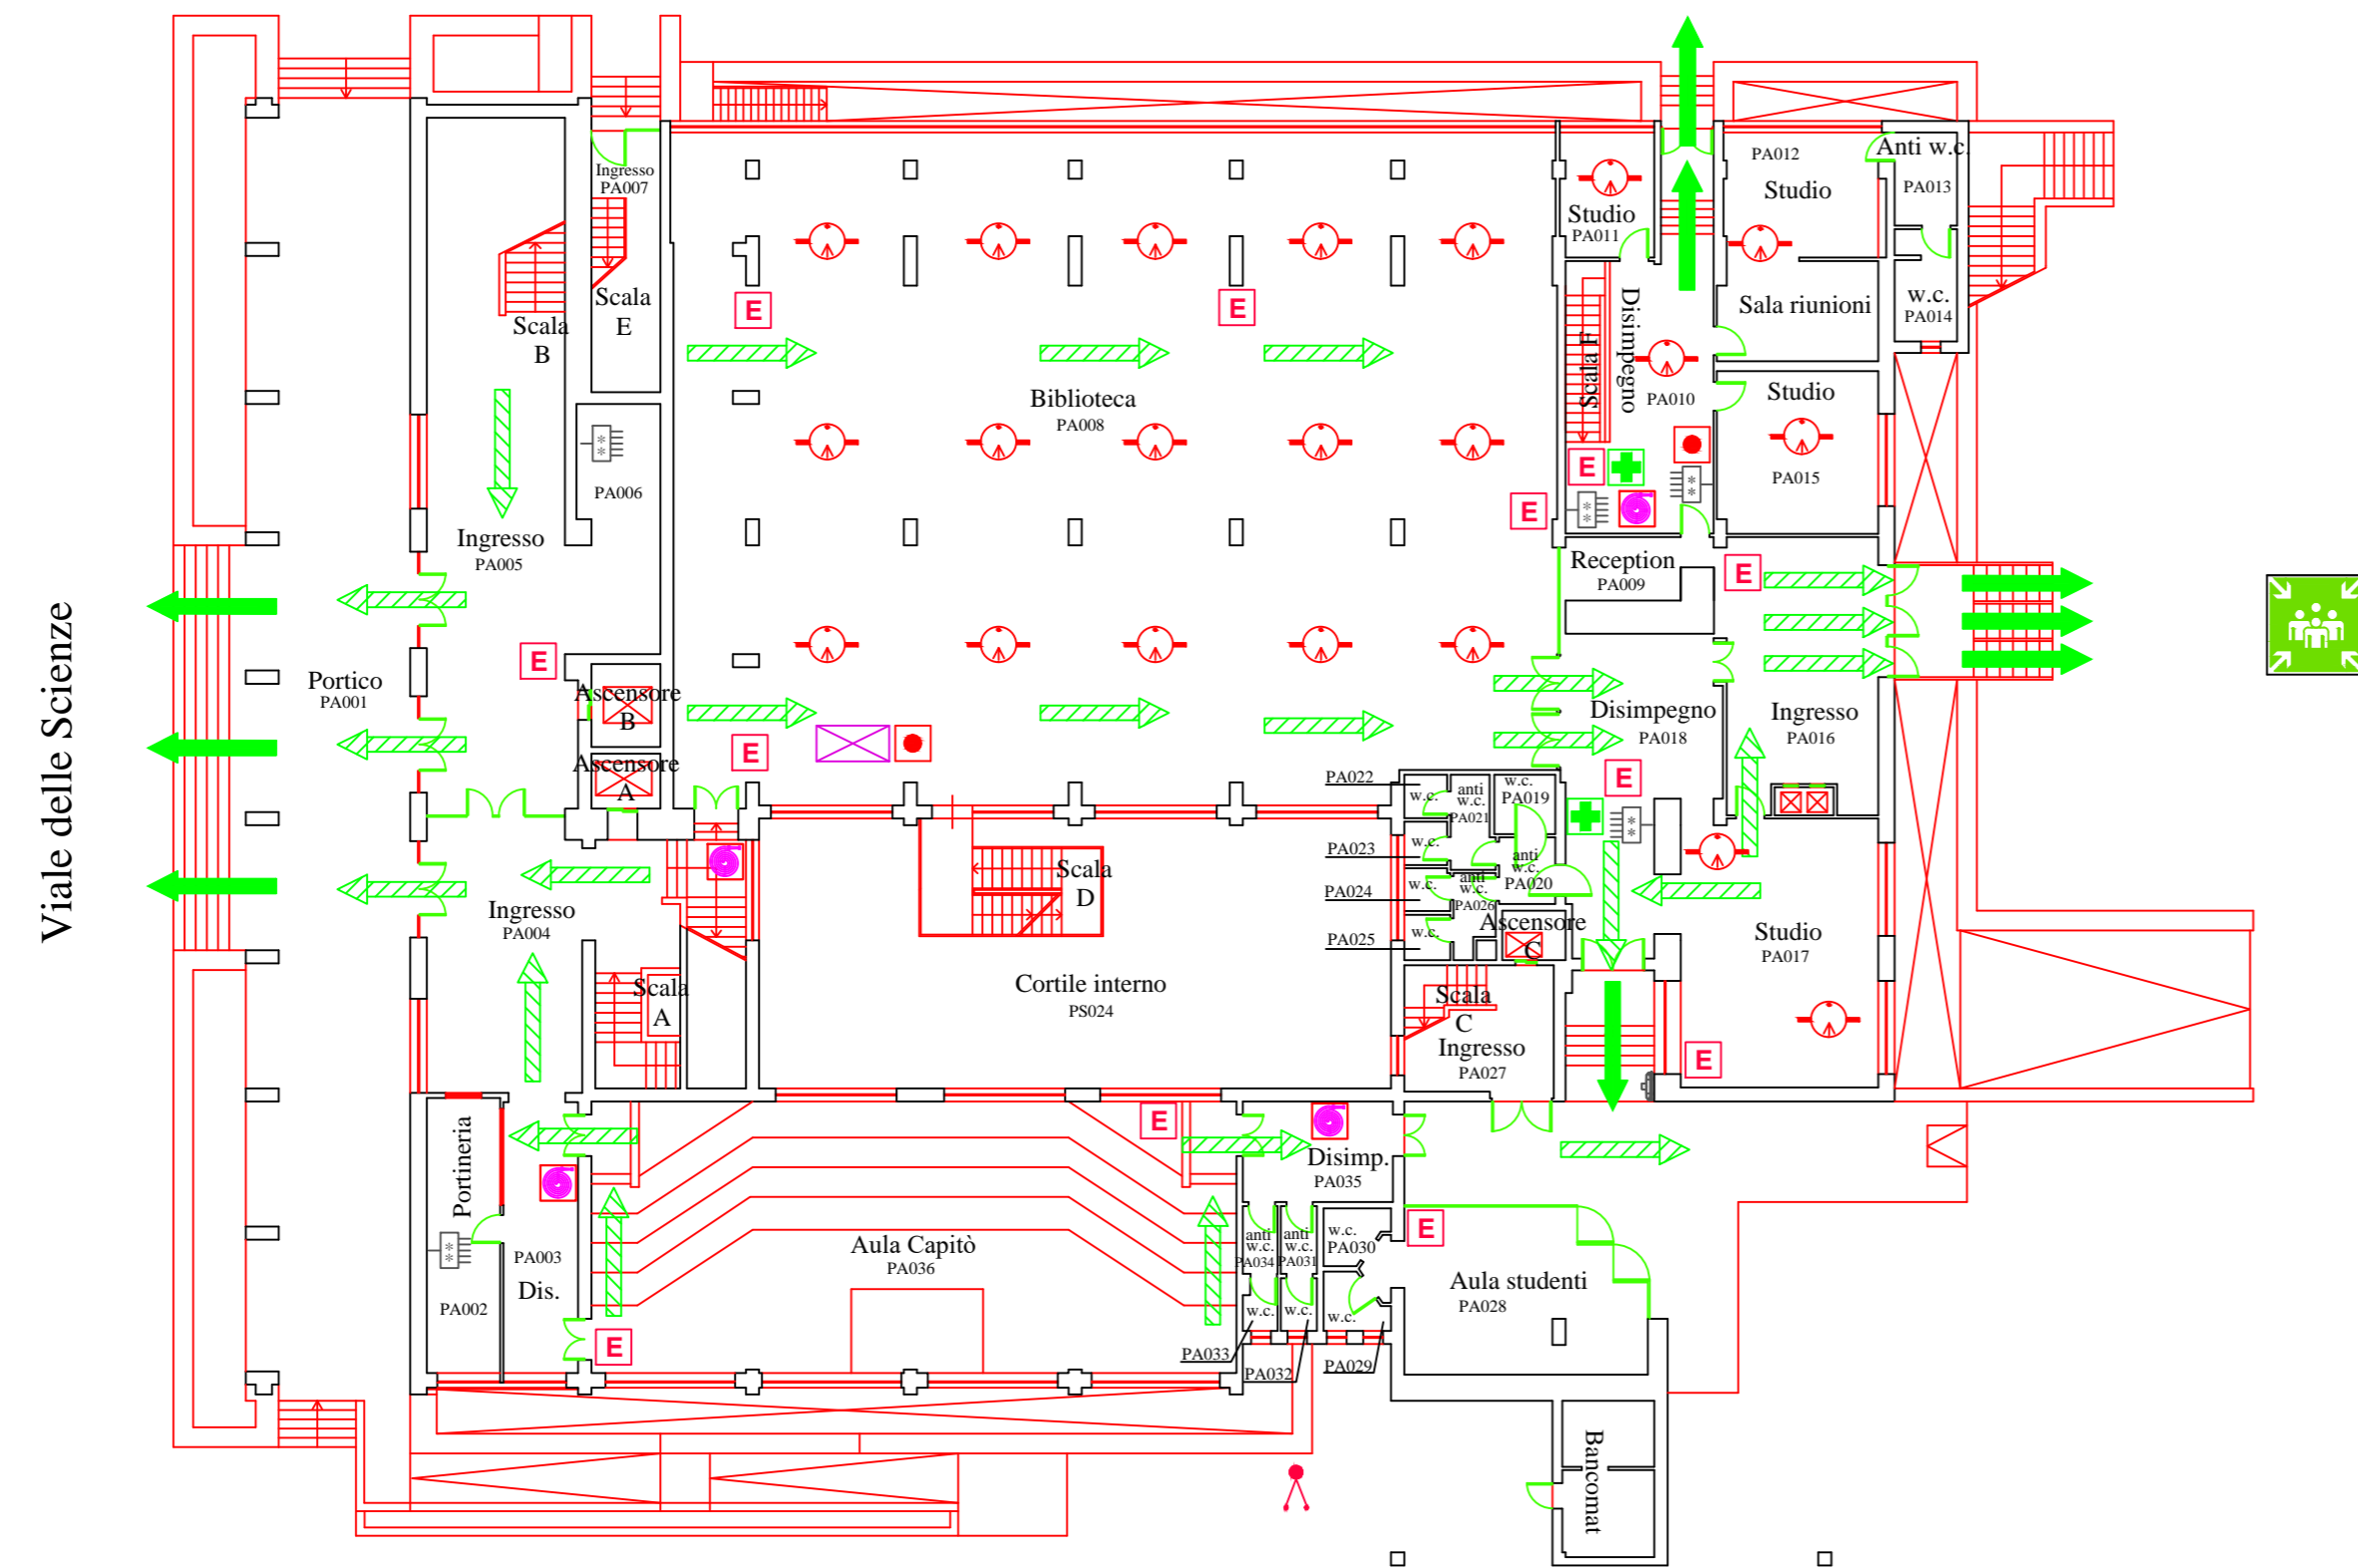 Viale delle Scienze
Portico
PA001
Ingresso
PA007
Scala
E
Scala
B
PA006
Ingresso
PA005
Ascensore
B
Ascensore
A
Ingresso
PA004
Scala
A
Portineria
PA002
PA003
Dis.
Biblioteca
PA008
Studio
PA011
Scala F
Disimpegno
PA010
PA012
Studio
Anti w.c.
PA013
w.c.
PA014
Sala riunioni
Studio
PA015
Reception
PA009
Disimpegno
PA018
Ingresso
PA016
Studio
PA017
PA022
w.c.
anti
w.c.
PA021
w.c.
PA019
PA023
w.c.
anti
w.c.
PA020
PA024
w.c.
anti
w.c.
PA026
PA025
w.c.
Ascensore
C
Scala
D
Cortile interno
PS024
Scala
C
Ingresso
PA027
Disimp.
PA035
Aula Capitò
PA036
anti
w.c.
PA034
anti
w.c.
PA031
w.c.
PA030
w.c.
w.c.
w.c.
PA033
PA032
PA029
Aula studenti
PA028
Bancomat
E
E
E
E
E
E
E
E
E
E
E
E
E